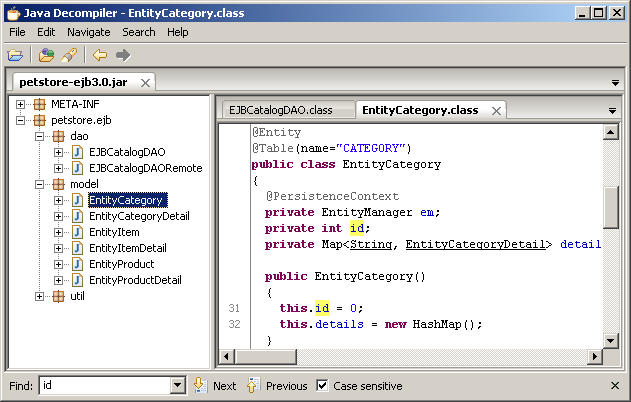 Java Decompiler - EntityCategory.class
File Edit Navigate Search Help
petstore-ejb3.0.jar
META-INF
petstore.ejb
dao
EJBCatalogDAO
EJBCatalogDAORemote
model
EntityCategory
EntityCategoryDetail
EntityItem
EntityItemDetail
EntityProduct
EntityProductDetail
util
EJBCatalogDAO.class EntityCategory.class
@Entity
@Table(name="CATEGORY")
public class EntityCategory
{
@PersistenceContext
private EntityManager em;
private int id;
private Map<String, EntityCategoryDetail> detail
public EntityCategory()
{
31 this.id = 0;
32 this.details = new HashMap();
}
Find: id Next Previous Case sensitive